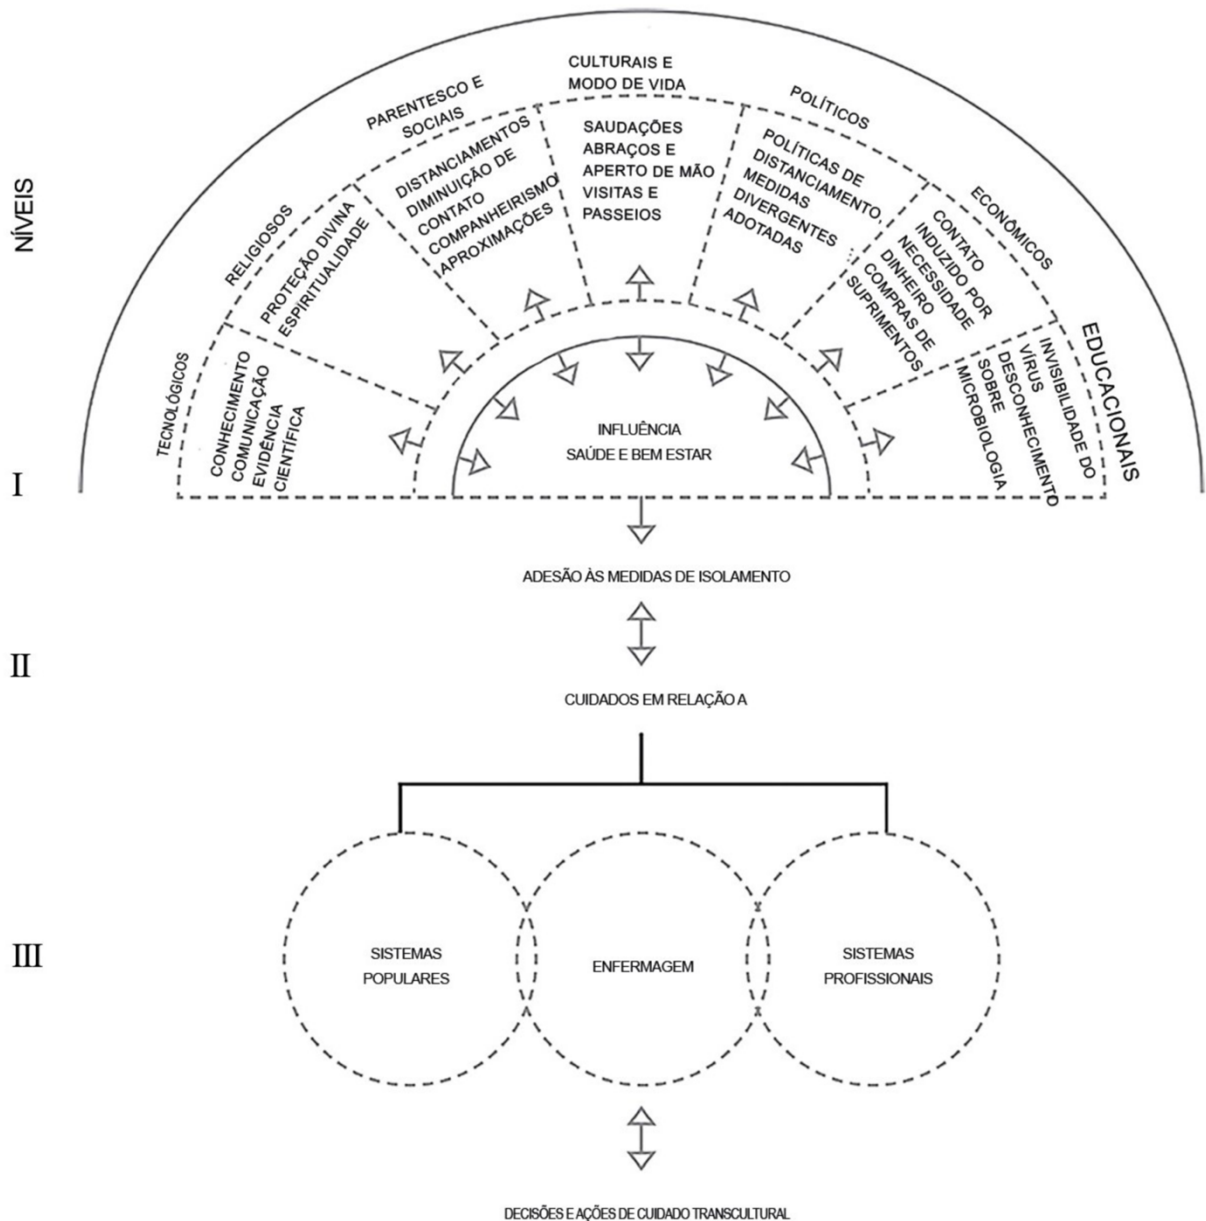 NÍVEIS
I
II
III
TECNOLÓGICOS
CONHECIMENTO
COMUNICAÇÃO
EVIDÊNCIA
CIENTÍFICA
RELIGIOSOS
PROTEÇÃO DIVINA
ESPIRITUALIDADE
PARENTESCO E
SOCIAIS
DISTANCIAMENTOS
DIMINUIÇÃO DE
CONTATO
COMPANHEIRISMO
APROXIMAÇÕES
CULTURAIS E
MODO DE VIDA
SAUDAÇÕES
ABRAÇOS E
APERTO DE MÃO
VISITAS E
PASSEIOS
POLÍTICOS
POLÍTICAS DE
DISTANCIAMENTO,
MEDIDAS
DIVERGENTES
ADOTADAS
ECONÔMICOS
CONTATO
INDUZIDO POR
NECESSIDADE
DINHEIRO
COMPRAS DE
SUPRIMENTOS
EDUCACIONAIS
INVISIBILIDADE DO
VÍRUS
DESCONHECIMENTO
SOBRE
MICROBIOLOGIA
INFLUÊNCIA
SAÚDE E BEM ESTAR
ADESÃO ÀS MEDIDAS DE ISOLAMENTO
CUIDADOS EM RELAÇÃO A
SISTEMAS
POPULARES
ENFERMAGEM
SISTEMAS
PROFISSIONAIS
DECISÕES E AÇÕES DE CUIDADO TRANSCULTURAL